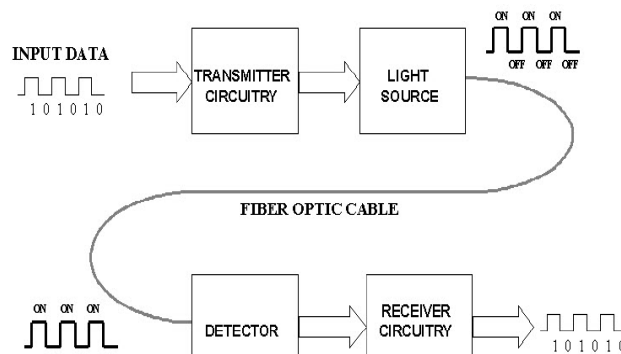 ON ON ON
OFF OFF OFF
INPUT DATA
1 0 1 0 1 0
TRANSMITTER
CIRCUITRY
LIGHT
SOURCE
FIBER OPTIC CABLE
ON ON ON
DETECTOR
RECEIVER
CIRCUITRY
1 0 1 0 1 0